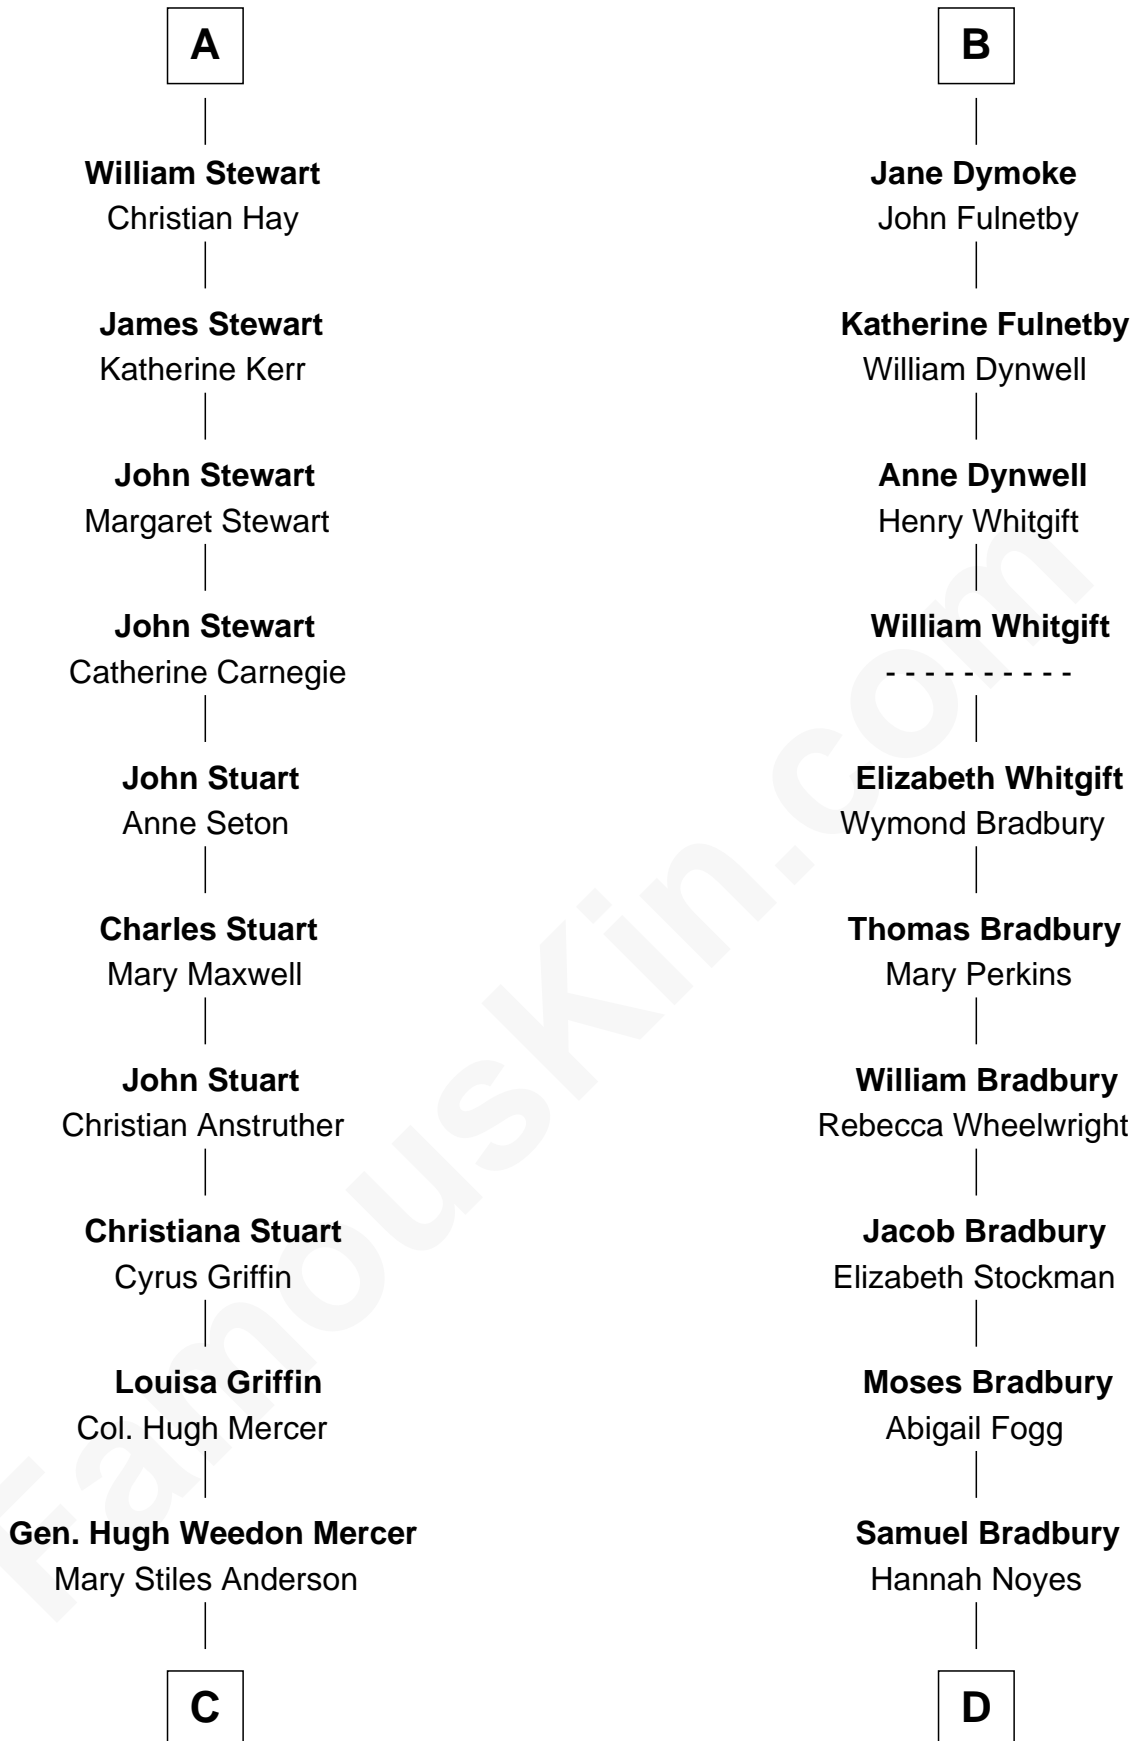 A
William Stewart
Christian Hay
James Stewart
Katherine Kerr
John Stewart
Margaret Stewart
John Stewart
Catherine Carnegie
John Stuart
Anne Seton
Charles Stuart
Mary Maxwell
John Stuart
Christian Anstruther
Christiana Stuart
Cyrus Griffin
Louisa Griffin
Col. Hugh Mercer
Gen. Hugh Weedon Mercer
Mary Stiles Anderson
C
B
Jane Dymoke
John Fulnetby
Katherine Fulnetby
William Dynwell
Anne Dynwell
Henry Whitgift
William Whitgift
- - - - - - - - - -
Elizabeth Whitgift
Wymond Bradbury
Thomas Bradbury
Mary Perkins
William Bradbury
Rebecca Wheelwright
Jacob Bradbury
Elizabeth Stockman
Moses Bradbury
Abigail Fogg
Samuel Bradbury
Hannah Noyes
D
FamousKin.com